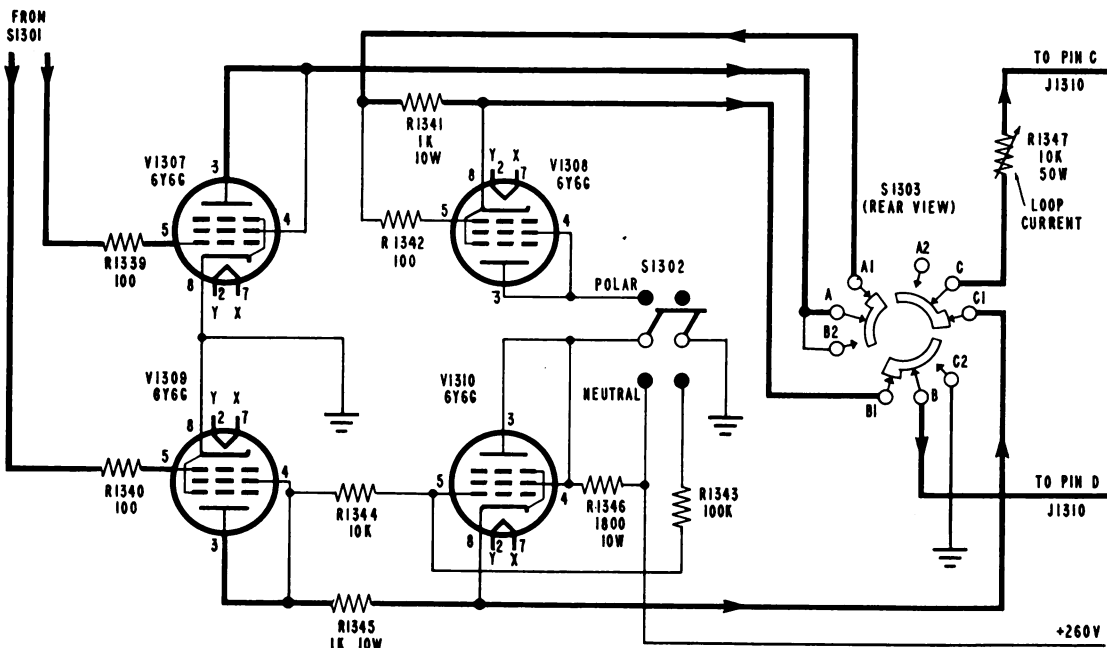 FROM
S1301
TO PIN C
J1310
R1341
1K
10W
R1347
10K
50W
LOOP
CURRENT
V1307
6Y6G
3
5
4
8
2
7
Y
X
V1308
6Y6G
Y
X
8
2
7
5
4
3
S1303
(REAR VIEW)
R1339
100
R1342
100
S1302
POLAR
A1
A2
C
A
C1
B2
C2
B1
B
V1309
6Y6G
Y
X
8
2
7
5
4
3
V1310
6Y6G
3
5
4
8
2
7
Y
X
NEUTRAL
R1340
100
R1344
10K
R1346
1800
10W
R1343
100K
TO PIN D
J1310
R1345
1K 10W
+260V